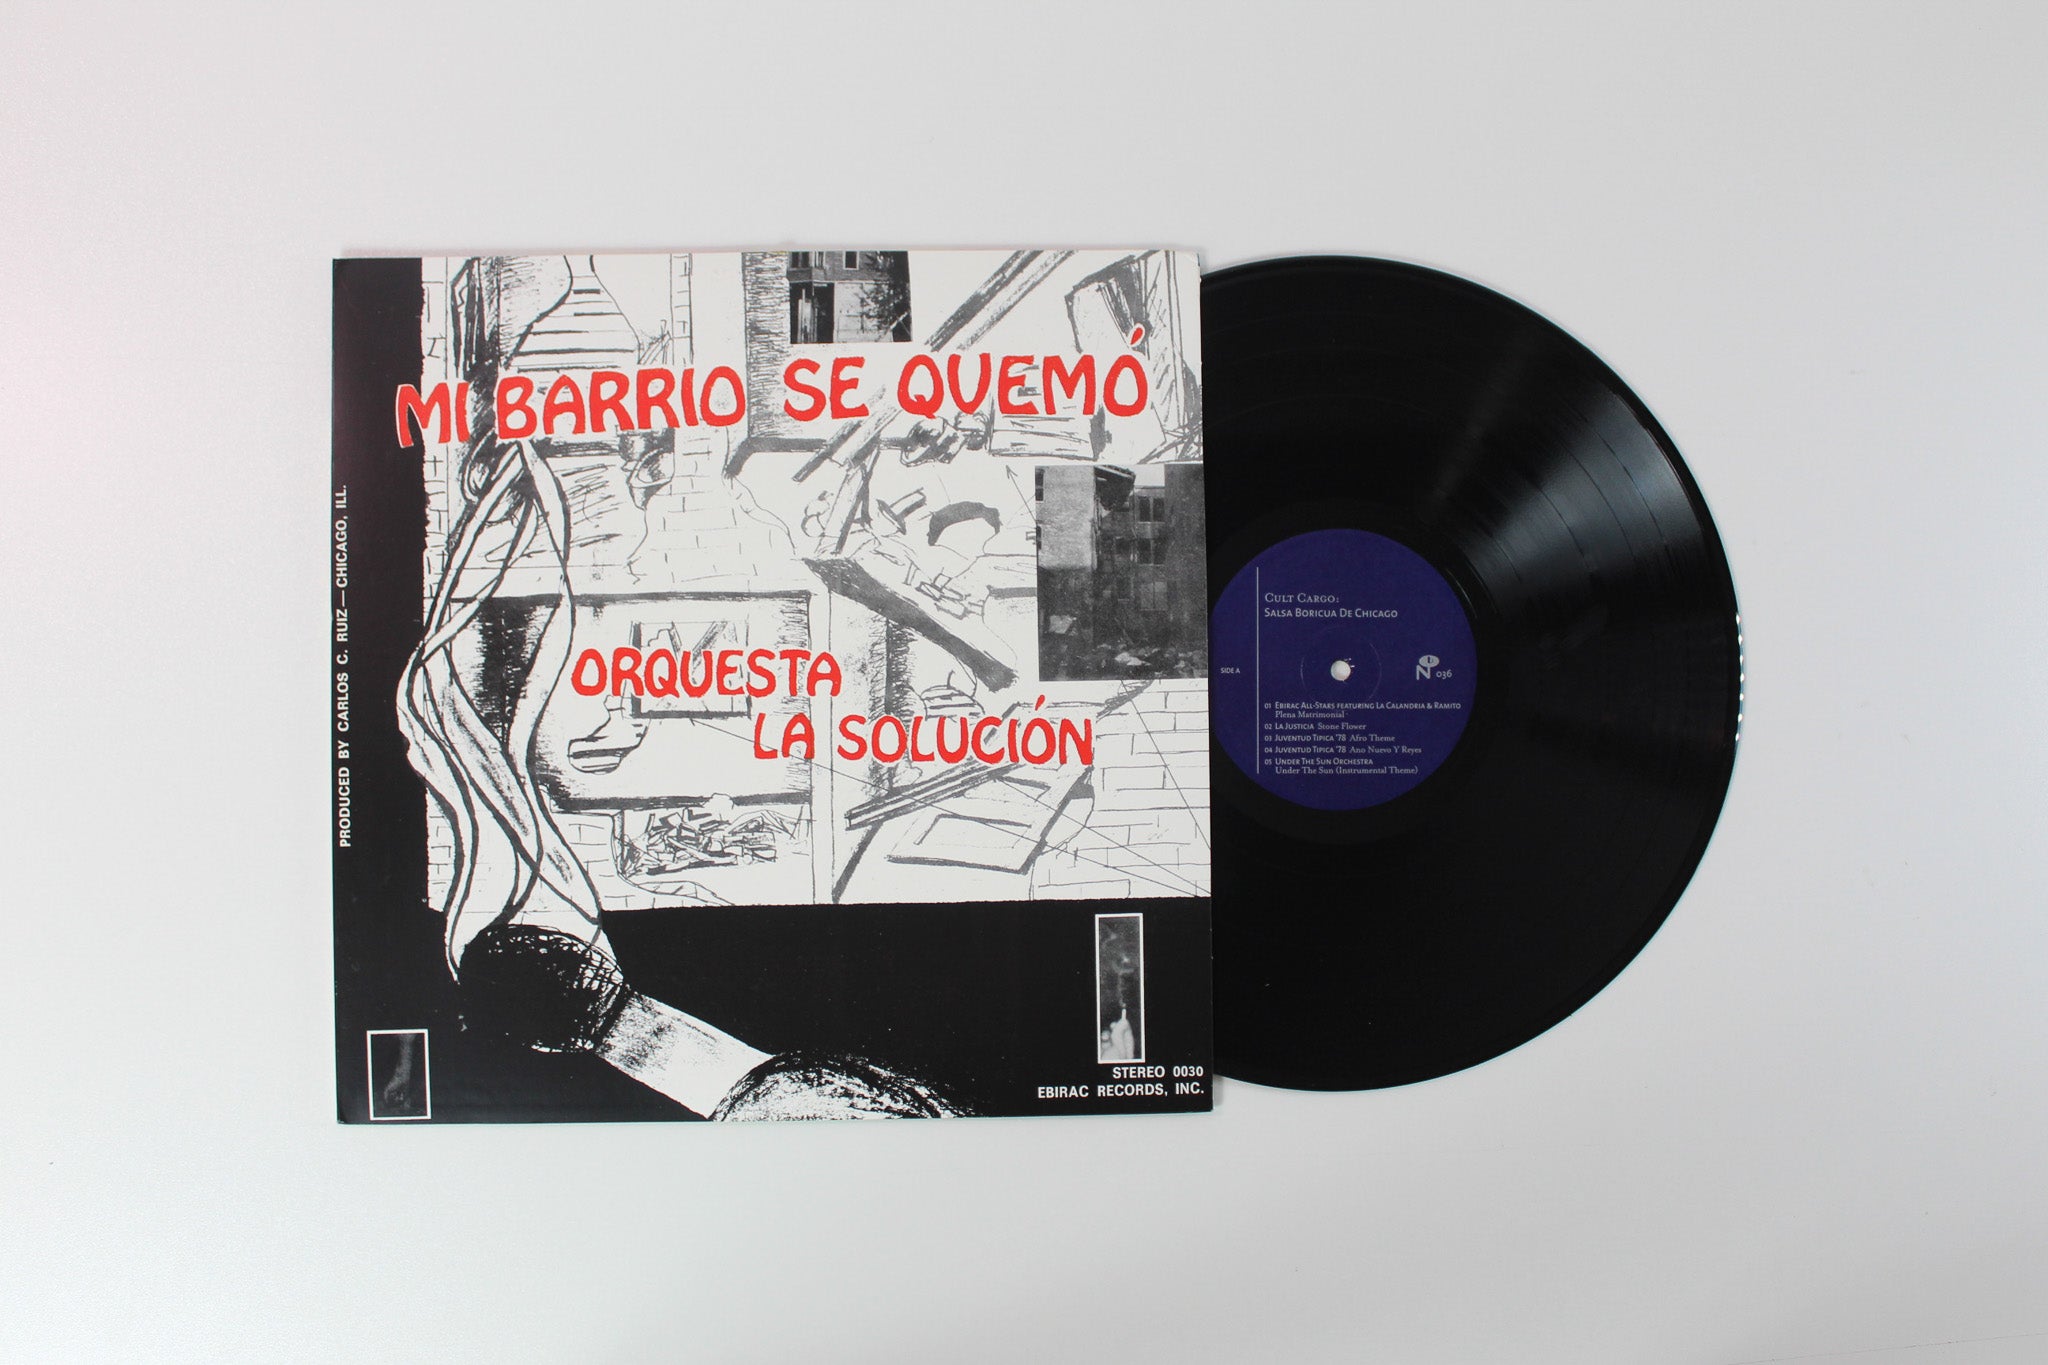 MI BARRIO SE QUEMÓ
ORQUESTA
LA SOLUCIÓN
PRODUCED BY CARLOS C. RUIZ—CHICAGO, ILL.
STEREO 0030
EBIRAC RECORDS, INC.
CULT CARGO:
SALSA BORICUA DE CHICAGO
SIDE A
N 036
01 EBIRAC ALL-STARS FEATURING LA CALANDRIA & RAMITO
Plena Matrimonial
02 LA JUSTICIA Stone Flower
03 JUVENTUD TIPICA '78 Afro Theme
04 JUVENTUD TIPICA '78 Ano Nuevo Y Reyes
05 UNDER THE SUN ORCHESTRA
Under The Sun (Instrumental Theme)